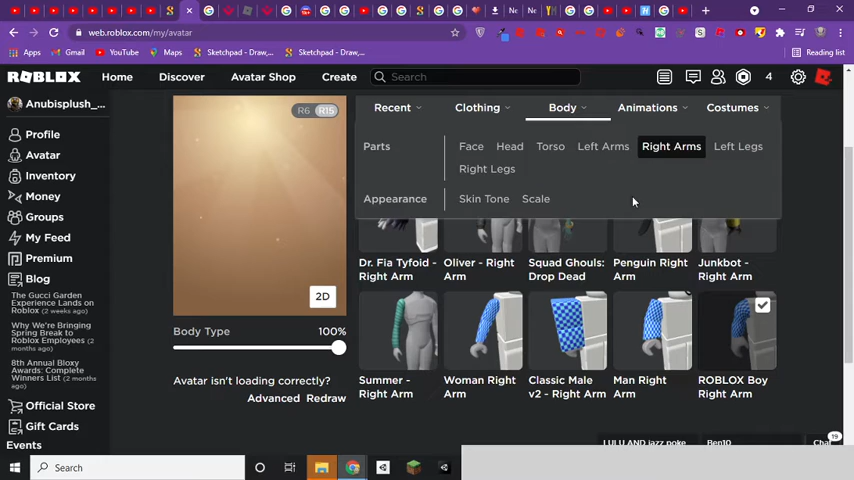 web.roblox.com/my/avatar
Apps Gmail YouTube Maps Sketchpad - Draw,... Sketchpad - Draw,... Reading list
ROBLOX Home Discover Avatar Shop Create Search 4
Anubisplush_...
Profile
Avatar
Inventory
Money
Groups
My Feed
Premium
Blog
The Gucci Garden
Experience Lands on
Roblox (2 weeks ago)
Why We're Bringing
Spring Break to
Roblox Employees (2
months ago)
8th Annual Bloxy
Awards: Complete
Winners List (2
months ago)
Official Store
Gift Cards
Events
R6 R15
2D
Body Type 100%
Avatar isn't loading correctly?
Advanced Redraw
Recent Clothing Body Animations Costumes
Parts Face Head Torso Left Arms Right Arms Left Legs
Right Legs
Appearance Skin Tone Scale
Dr. Fia Tyfoid -
Right Arm
Oliver - Right
Arm
Squad Ghouls:
Drop Dead
Penguin Right
Arm
Junkbot -
Right Arm
Summer -
Right Arm
Woman Right
Arm
Classic Male
v2 - Right Arm
Man Right
Arm
ROBLOX Boy
Right Arm
LULU AND jazz poke
Ben10
Cha
19
Search